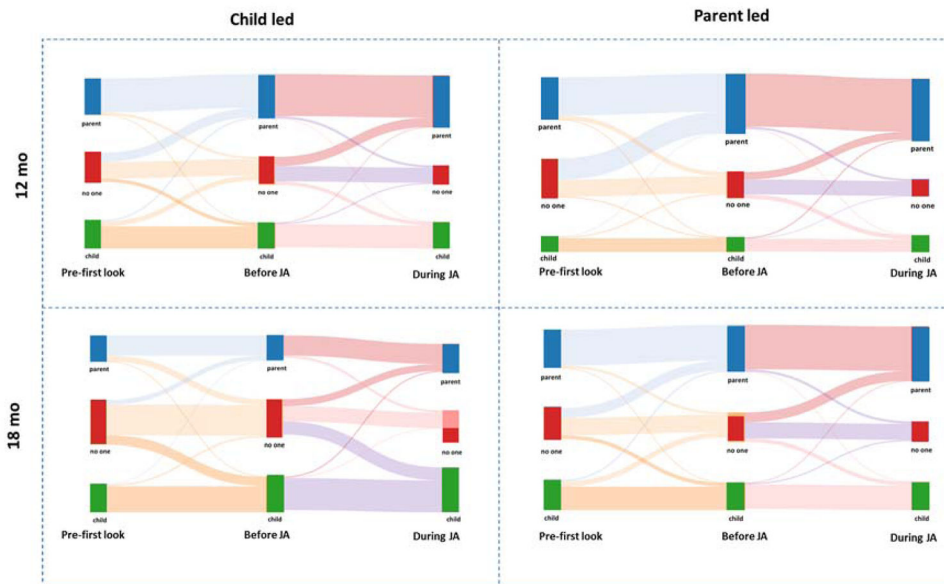 Child led
Parent led
12 mo
parent
parent
parent
no one
no one
no one
child
child
child
Pre-first look
Before JA
During JA
parent
parent
parent
no one
no one
no one
child
child
child
Pre-first look
Before JA
During JA
18 mo
parent
parent
parent
no one
no one
no one
child
child
child
Pre-first look
Before JA
During JA
parent
parent
parent
no one
no one
no one
child
child
child
Pre-first look
Before JA
During JA